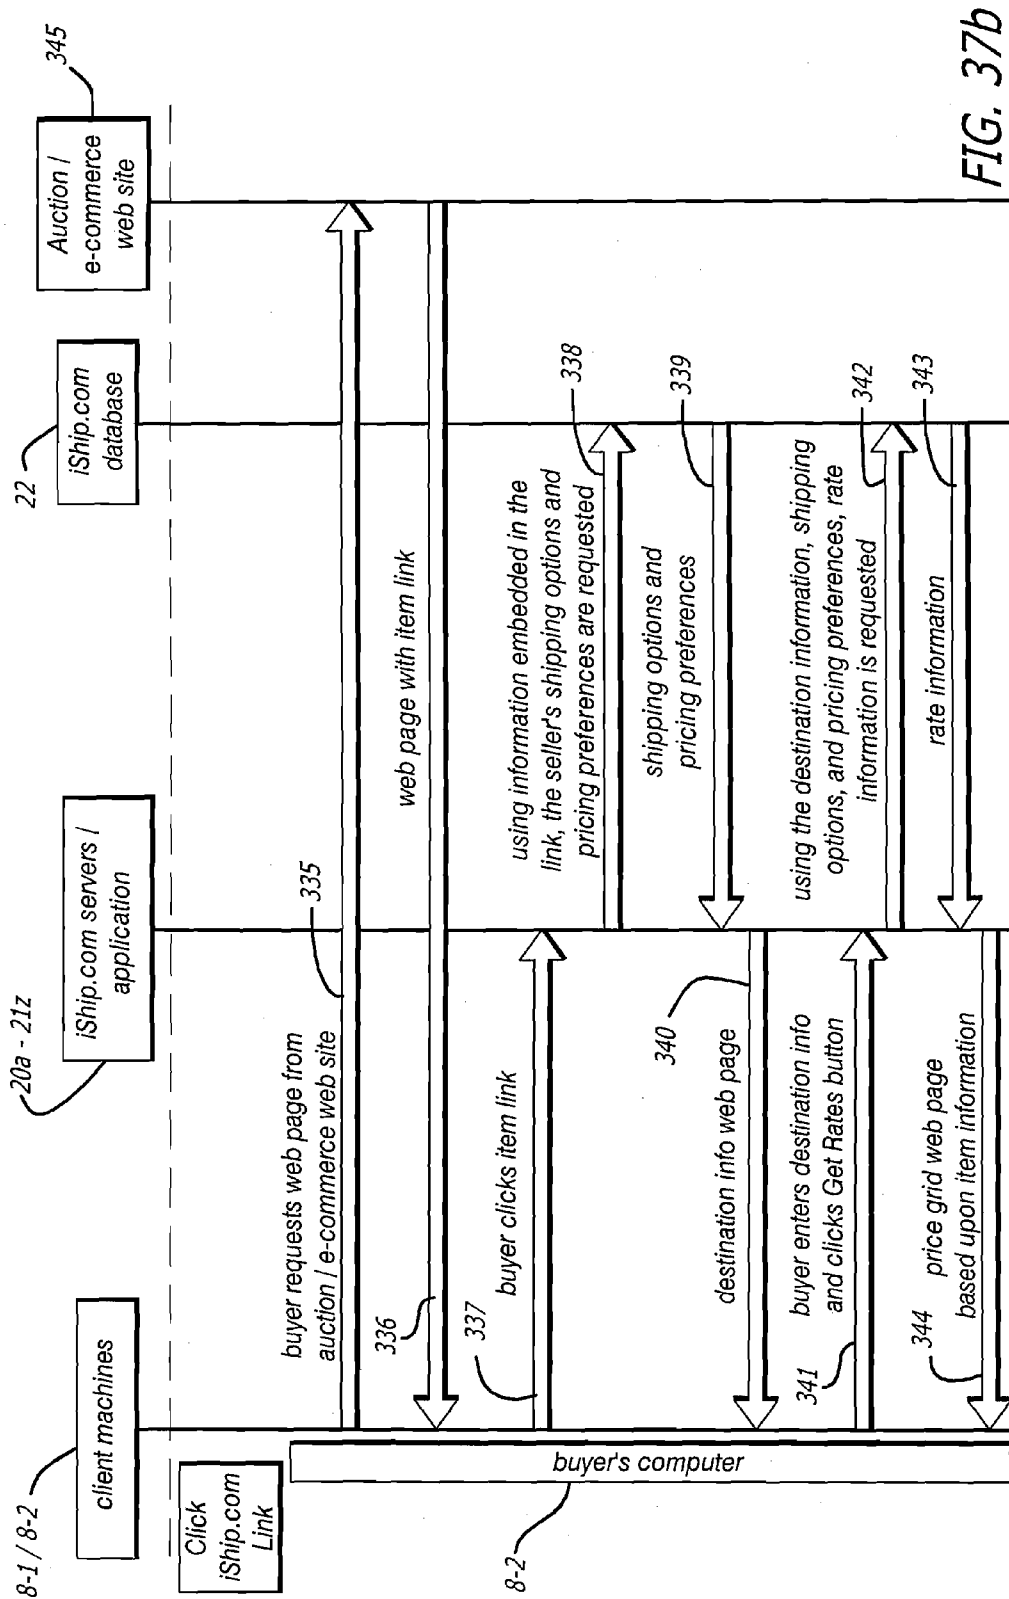 8-1 / 8-2
client machines
20a - 21z
iShip.com servers /
application
22
iShip.com
database
345
Auction /
e-commerce
web site
Click
iShip.com
Link
buyer's computer
8-2
buyer requests web page from
auction / e-commerce web site
335
web page with item link
336
buyer clicks item link
337
using information embedded in the
link, the seller's shipping options and
pricing preferences are requested
338
shipping options and
pricing preferences
339
destination info web page
340
buyer enters destination info
and clicks Get Rates button
341
using the destination information, shipping
options, and pricing preferences, rate
information is requested
342
rate information
343
price grid web page
based upon item information
344
FIG. 37b